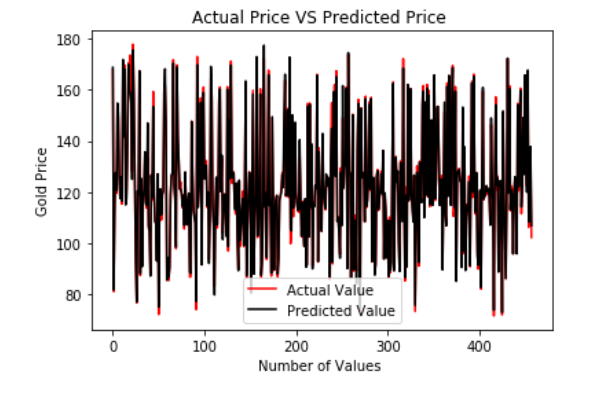 Actual Price VS Predicted Price
180
160
140
120
100
80
Gold Price
Actual Value
Predicted Value
0 100 200 300 400
Number of Values